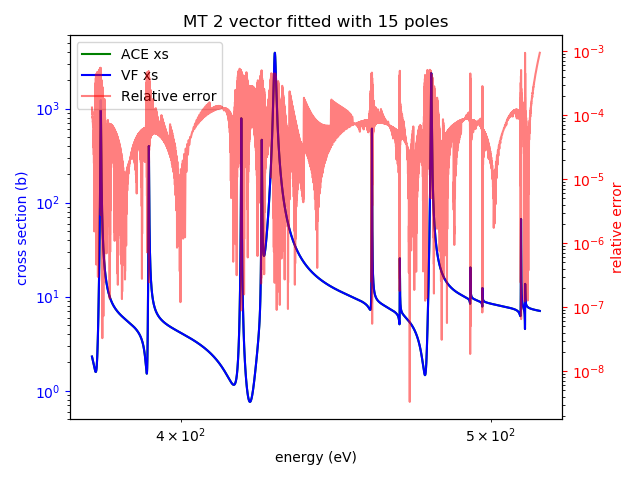 MT 2 vector fitted with 15 poles
ACE xs
VF xs
Relative error
cross section (b)
10³
10²
10¹
10⁰
10⁻³
10⁻⁴
10⁻⁵
10⁻⁶
10⁻⁷
10⁻⁸
relative error
4 × 10²
5 × 10²
energy (eV)